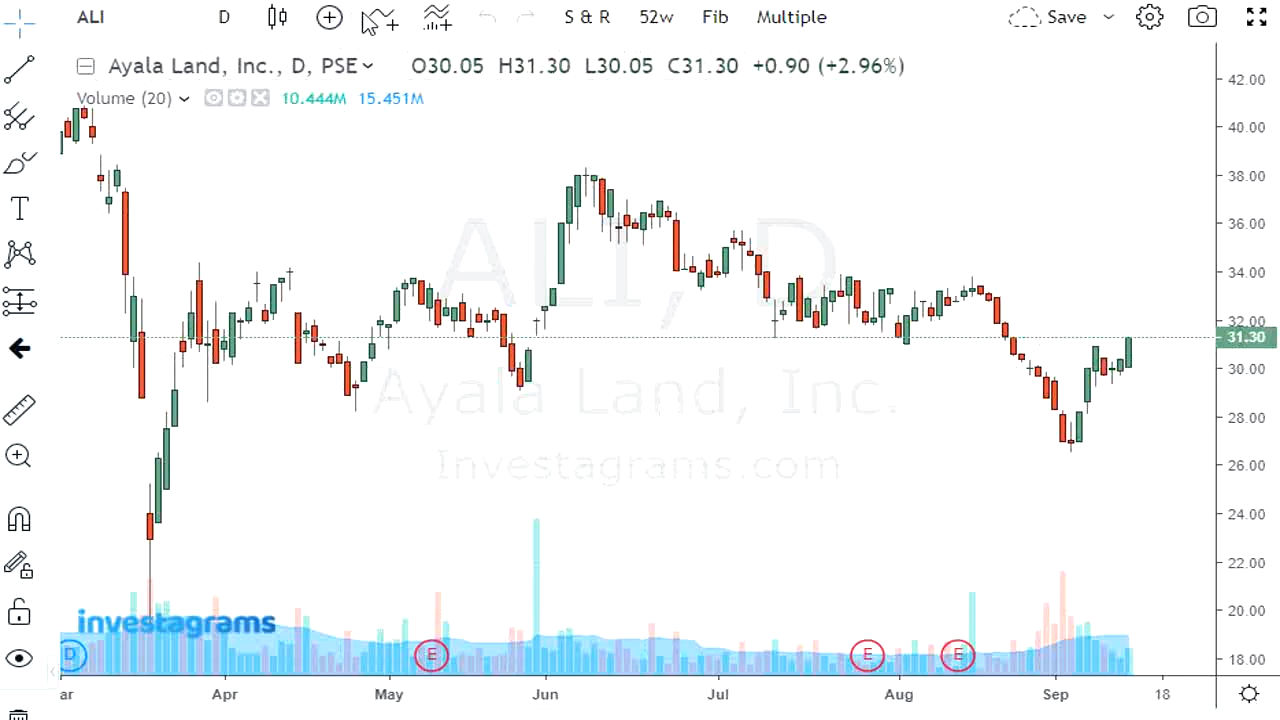 ALI D S & R 52w Fib Multiple Save
Ayala Land, Inc., D, PSE O30.05 H31.30 L30.05 C31.30 +0.90 (+2.96%)
Volume (20) 10.444M 15.451M
42.00
40.00
38.00
36.00
34.00
32.00
31.30
30.00
28.00
26.00
24.00
22.00
20.00
18.00
ALI, D
Ayala Land, Inc.
Investagrams.com
investagrams
D E E E
ar Apr May Jun Jul Aug Sep 18